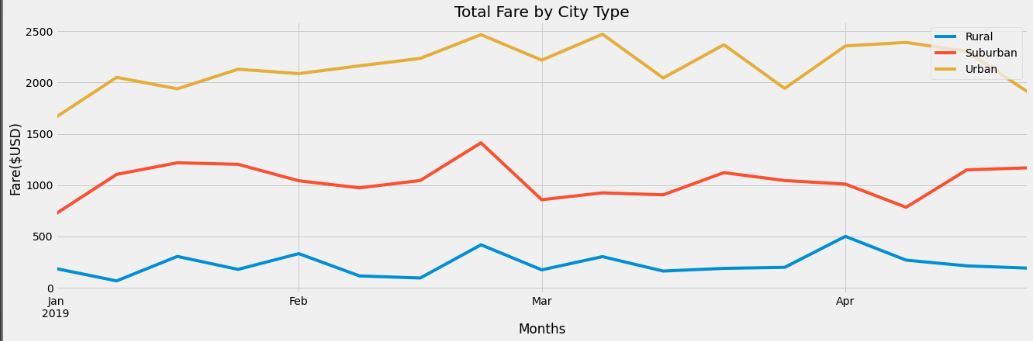 Total Fare by City Type
Rural
Suburban
Urban
Fare($USD)
2500
2000
1500
1000
500
0
Jan
2019
Feb
Mar
Apr
Months